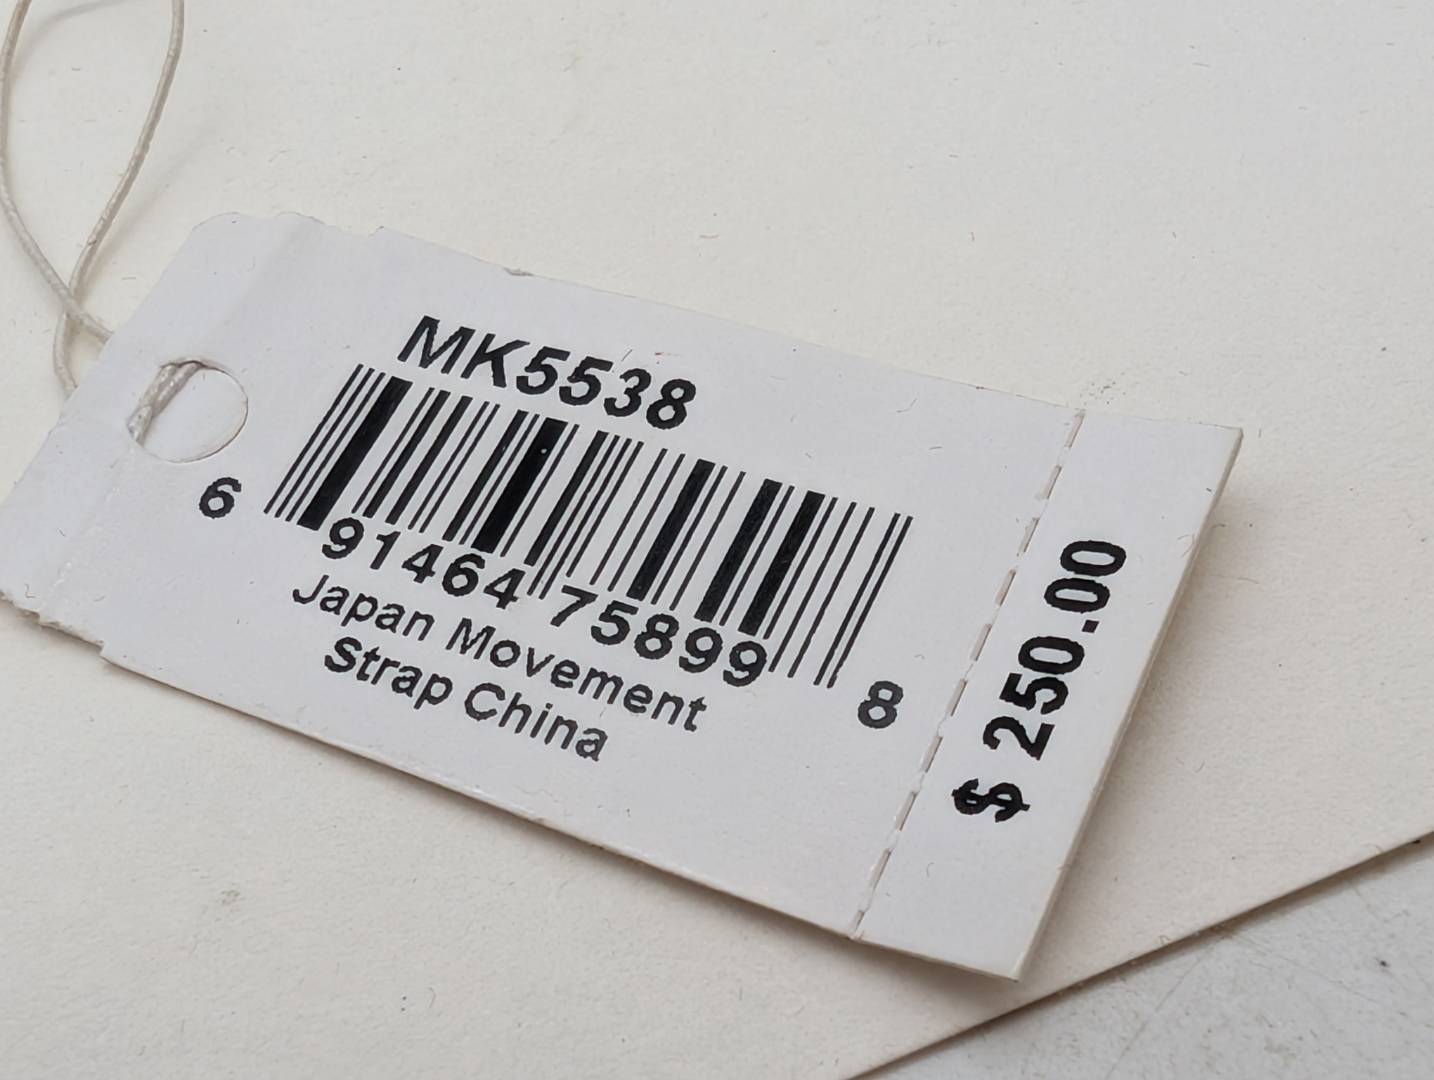 MK5538
6 91464 75899 8
Japan Movement
Strap China
$ 250.00